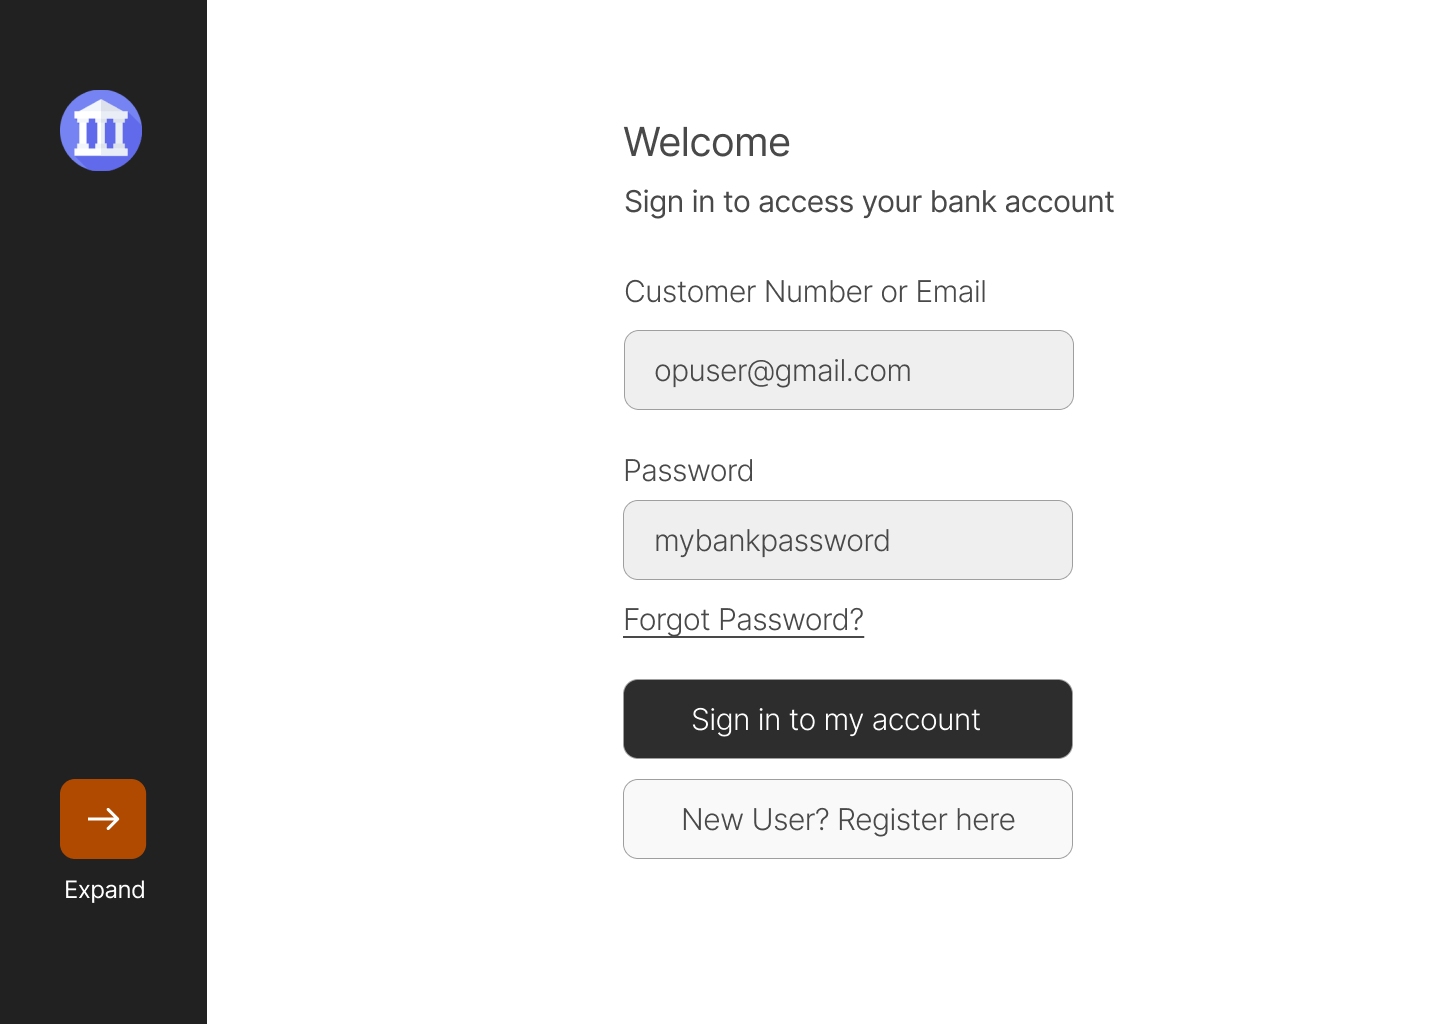 Welcome
Sign in to access your bank account
Customer Number or Email
opuser@gmail.com
Password
mybankpassword
Forgot Password?
Sign in to my account
New User? Register here
Expand